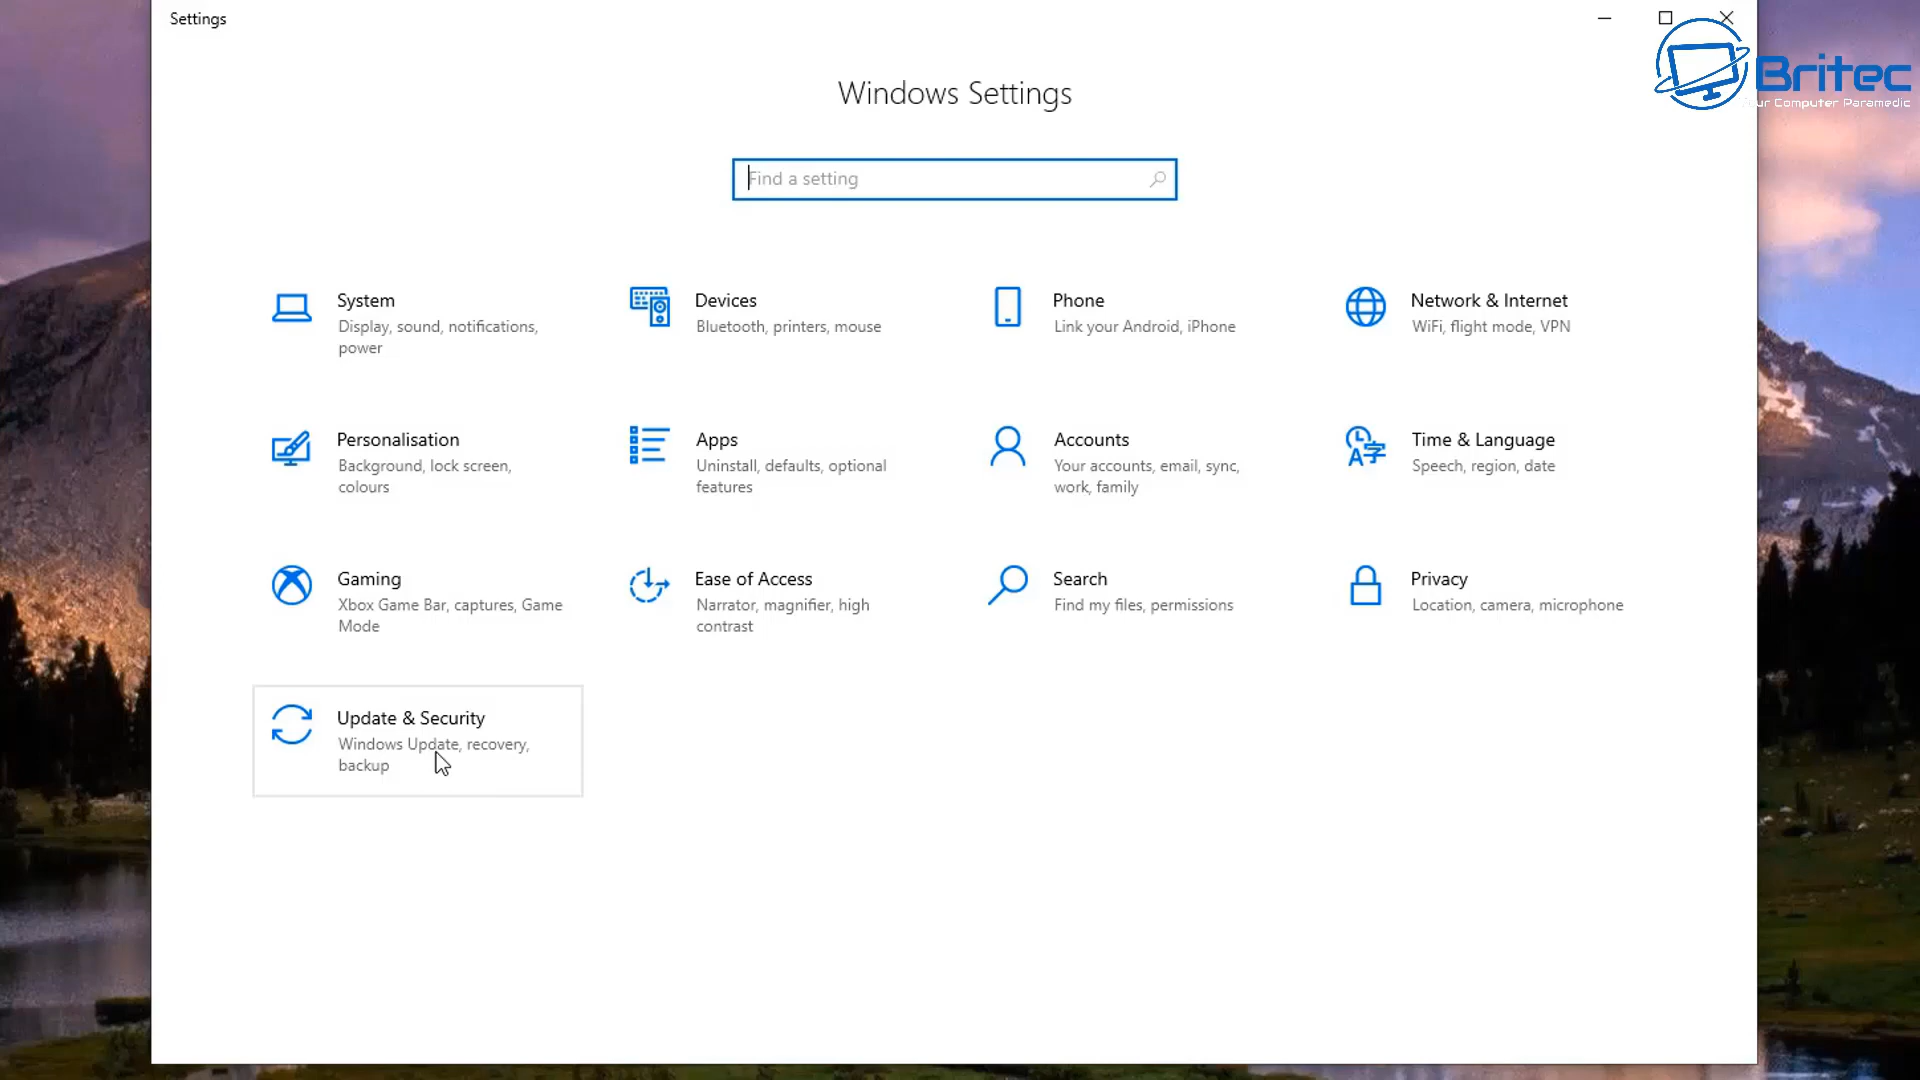 Settings
Britec
ur Computer Paramedic
Windows Settings
Find a setting
System
Display, sound, notifications,
power
Devices
Bluetooth, printers, mouse
Phone
Link your Android, iPhone
Network & Internet
WiFi, flight mode, VPN
Personalisation
Background, lock screen,
colours
Apps
Uninstall, defaults, optional
features
Accounts
Your accounts, email, sync,
work, family
Time & Language
Speech, region, date
Gaming
Xbox Game Bar, captures, Game
Mode
Ease of Access
Narrator, magnifier, high
contrast
Search
Find my files, permissions
Privacy
Location, camera, microphone
Update & Security
Windows Update, recovery,
backup